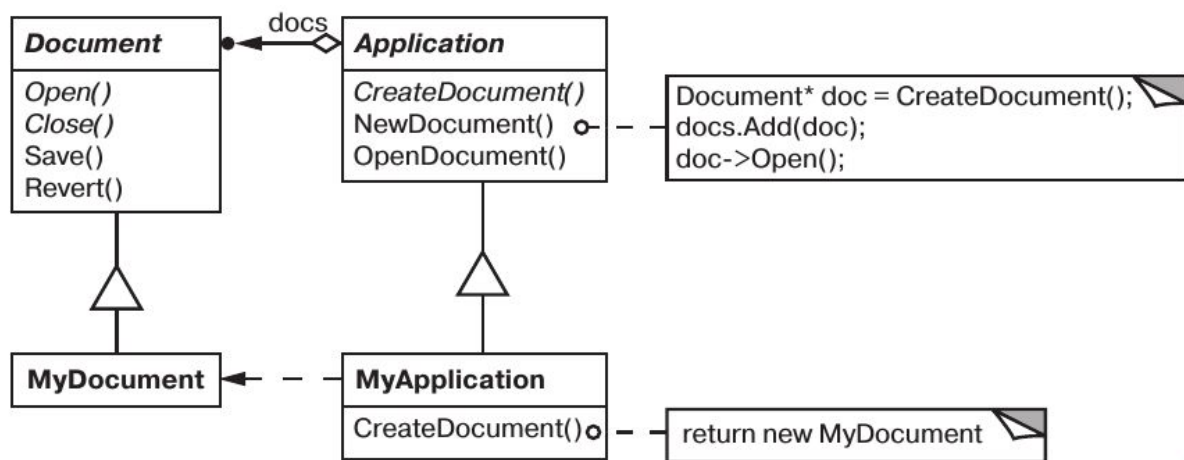 docs
Document
Open()
Close()
Save()
Revert()
Application
CreateDocument()
NewDocument()
OpenDocument()
Document* doc = CreateDocument();
docs.Add(doc);
doc->Open();
MyDocument
MyApplication
CreateDocument()
return new MyDocument